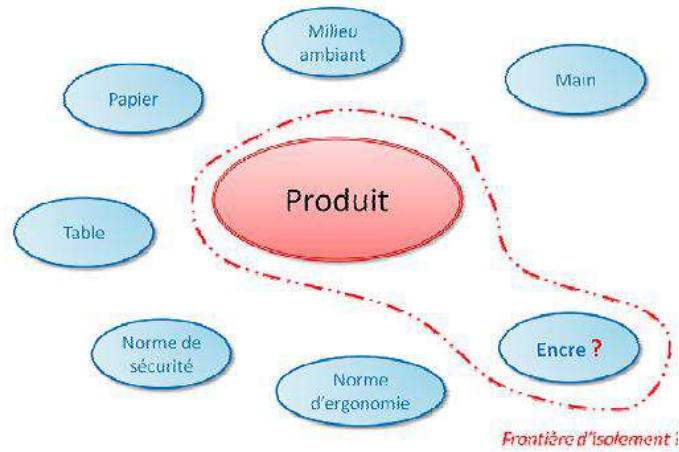 Milieu
ambiant
Main
Papier
Produit
Table
Encre ?
Norme de
sécurité
Norme
d'ergonomie
Frontière d'isolement ?